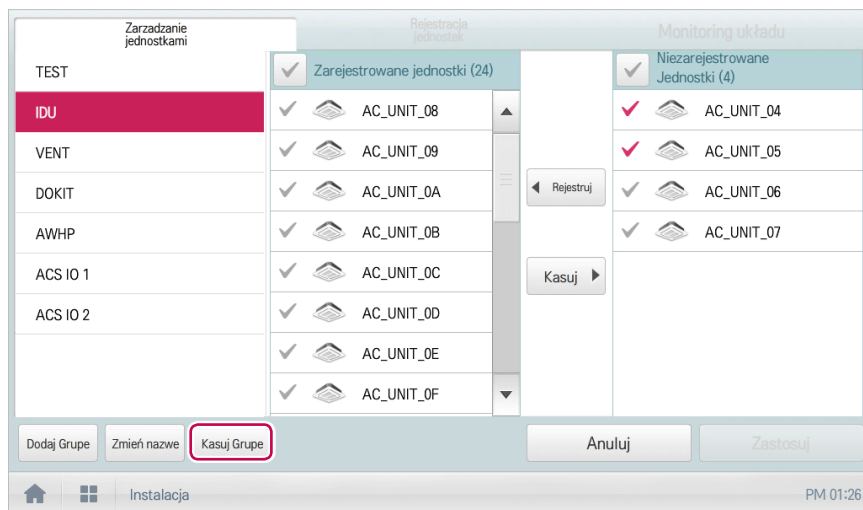 Zarzadzanie
jednostkami
Rejestracja
jednostek
Monitoring układu
TEST
IDU
VENT
DOKIT
AWHP
ACS IO 1
ACS IO 2
Zarejestrowane jednostki (24)
AC_UNIT_08
AC_UNIT_09
AC_UNIT_0A
AC_UNIT_0B
AC_UNIT_0C
AC_UNIT_0D
AC_UNIT_0E
AC_UNIT_0F
Rejestruj
Kasuj
Niezarejestrowane
Jednostki (4)
AC_UNIT_04
AC_UNIT_05
AC_UNIT_06
AC_UNIT_07
Dodaj Grupe
Zmień nazwe
Kasuj Grupe
Anuluj
Zastosuj
Instalacja
PM 01:26